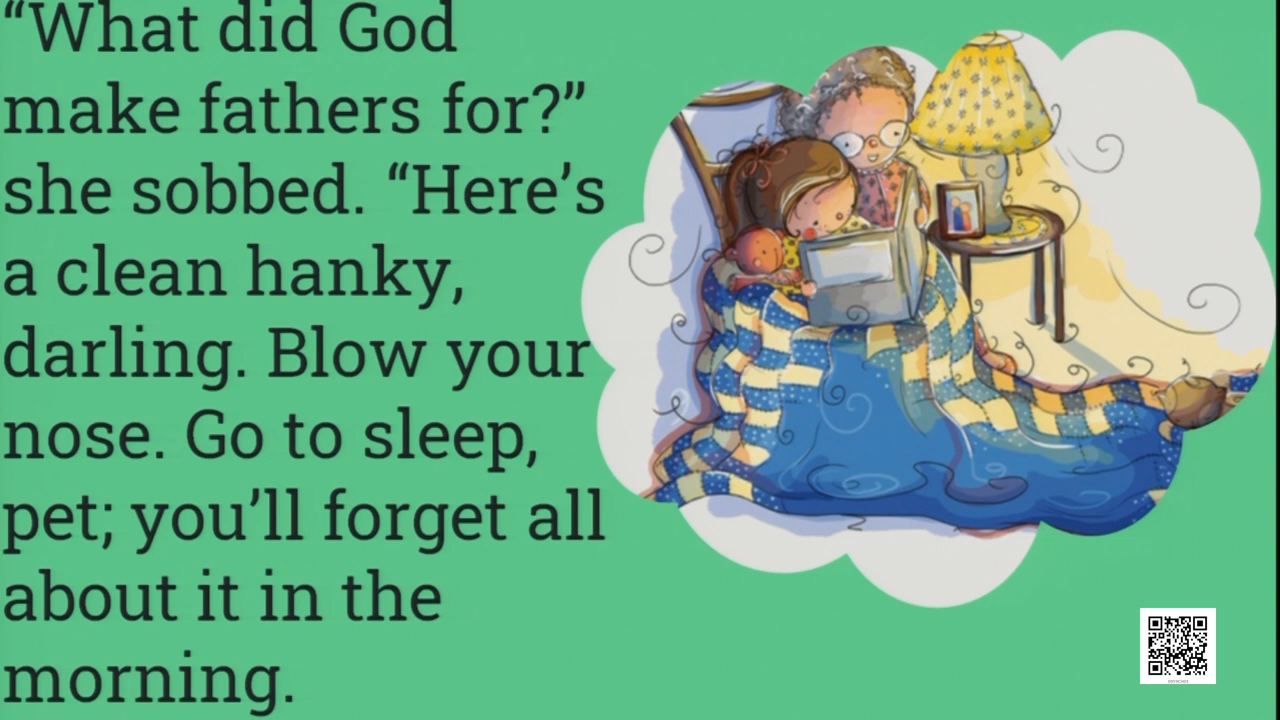 “What did God
make fathers for?”
she sobbed. “Here’s
a clean hanky,
darling. Blow your
nose. Go to sleep,
pet; you’ll forget all
about it in the
morning.